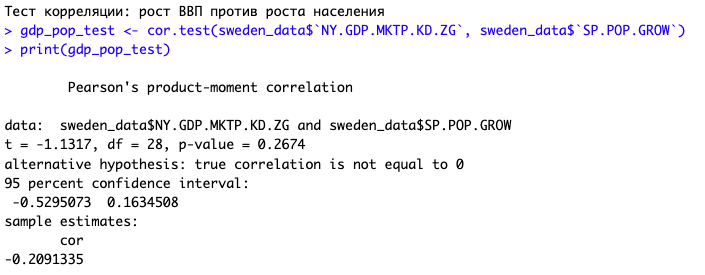 Тест корреляции: рост ВВП против роста населения
> gdp_pop_test <- cor.test(sweden_data$`NY.GDP.MKTP.KD.ZG`, sweden_data$`SP.POP.GROW`)
> print(gdp_pop_test)
Pearson's product-moment correlation
data:  sweden_data$NY.GDP.MKTP.KD.ZG and sweden_data$SP.POP.GROW
t = -1.1317, df = 28, p-value = 0.2674
alternative hypothesis: true correlation is not equal to 0
95 percent confidence interval:
-0.5295073  0.1634508
sample estimates:
cor
-0.2091335